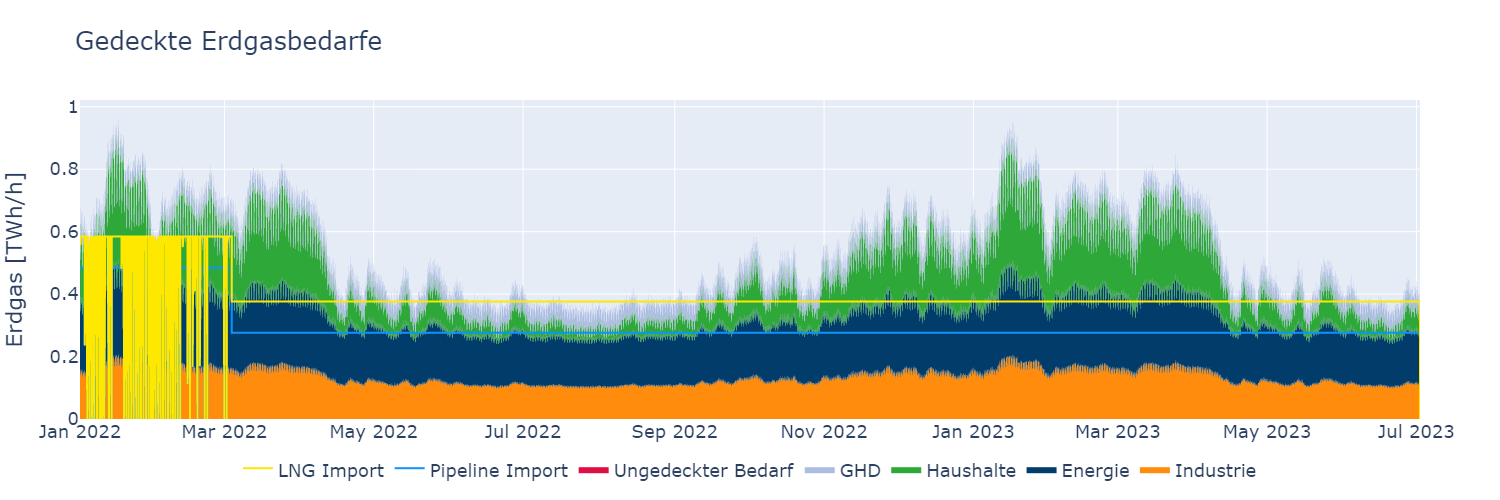 Gedeckte Erdgasbedarfe
Erdgas [TWh/h]
1
0.8
0.6
0.4
0.2
0
Jan 2022 Mar 2022 May 2022 Jul 2022 Sep 2022 Nov 2022 Jan 2023 Mar 2023 May 2023 Jul 2023
LNG Import Pipeline Import Ungedeckter Bedarf GHD Haushalte Energie Industrie